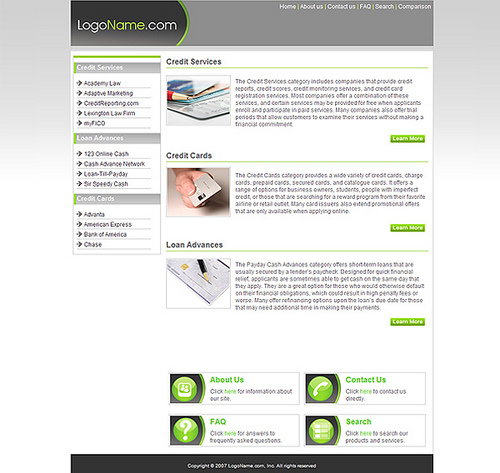 Home | About us | Contact us | FAQ | Search | Comparison
LogoName.com
Credit Services
Academy Law
Adaptive Marketing
CreditReporting.com
Lexington Law Firm
myFICO
Loan Advances
123 Online Cash
Cash Advance Network
Loan-Till-Payday
Sir Speedy Cash
Credit Cards
Advanta
American Express
Bank of America
Chase
Credit Services
The Credit Services category includes companies that provide credit
reports, credit scores, credit monitoring services, and credit card
registration services. Most companies offer a combination of these
services, and certain services may be provided for free when applicants
enroll and participate in paid services. Many companies also offer trial
periods that allow customers to examine their services without making a
financial commitment.
Learn More
Credit Cards
The Credit Cards category provides a wide variety of credit cards, charge
cards, prepaid cards, secured cards, and catalogue cards. It offers a
range of options for business owners, students, people with imperfect
credit, or those that are searching for a reward program from their favorite
airline or retail outlet. Many card issuers also extend promotional offers
that are only available when applying online.
Learn More
Loan Advances
The Payday Cash Advances category offers short-term loans that are
usually secured by a lender's paycheck. Designed for quick financial
relief, applicants are sometimes able to get cash on the same day that
they apply. They are a great option for those who would otherwise default
on their financial obligations, which could result in high penalty fees or
worse. Many offer refinancing options upon the loan's due date for those
that may need additional time in making their payments.
Learn More
About Us
Click here for information about
our site.
Contact Us
Click here to contact us
directly.
FAQ
Click here for answers to
frequently asked questions.
Search
Click here to search our
products and services.
Copyright © 2007 LogoName.com, Inc. All rights reserved